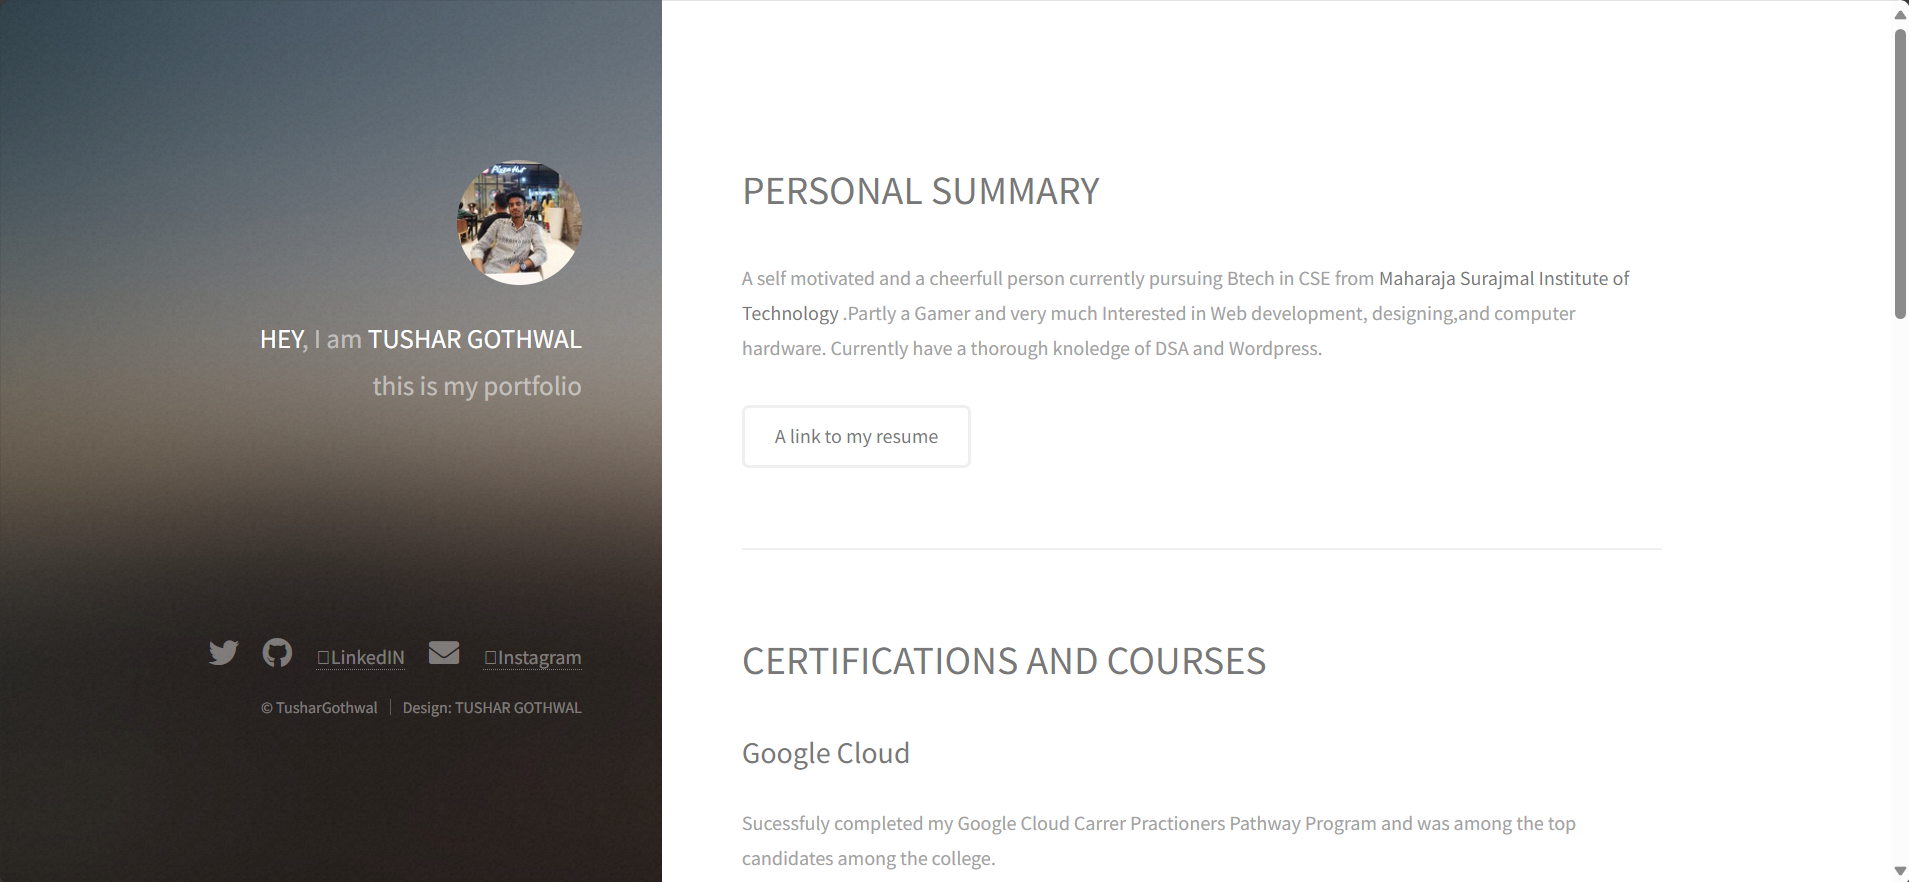 Pizza Hut
HEY, I am TUSHAR GOTHWAL
this is my portfolio
LinkedIN
Instagram
© TusharGothwal
Design: TUSHAR GOTHWAL
PERSONAL SUMMARY
A self motivated and a cheerfull person currently pursuing Btech in CSE from Maharaja Surajmal Institute of
Technology .Partly a Gamer and very much Interested in Web development, designing,and computer
hardware. Currently have a thorough knoledge of DSA and Wordpress.
A link to my resume
CERTIFICATIONS AND COURSES
Google Cloud
Sucessfuly completed my Google Cloud Carrer Practioners Pathway Program and was among the top
candidates among the college.